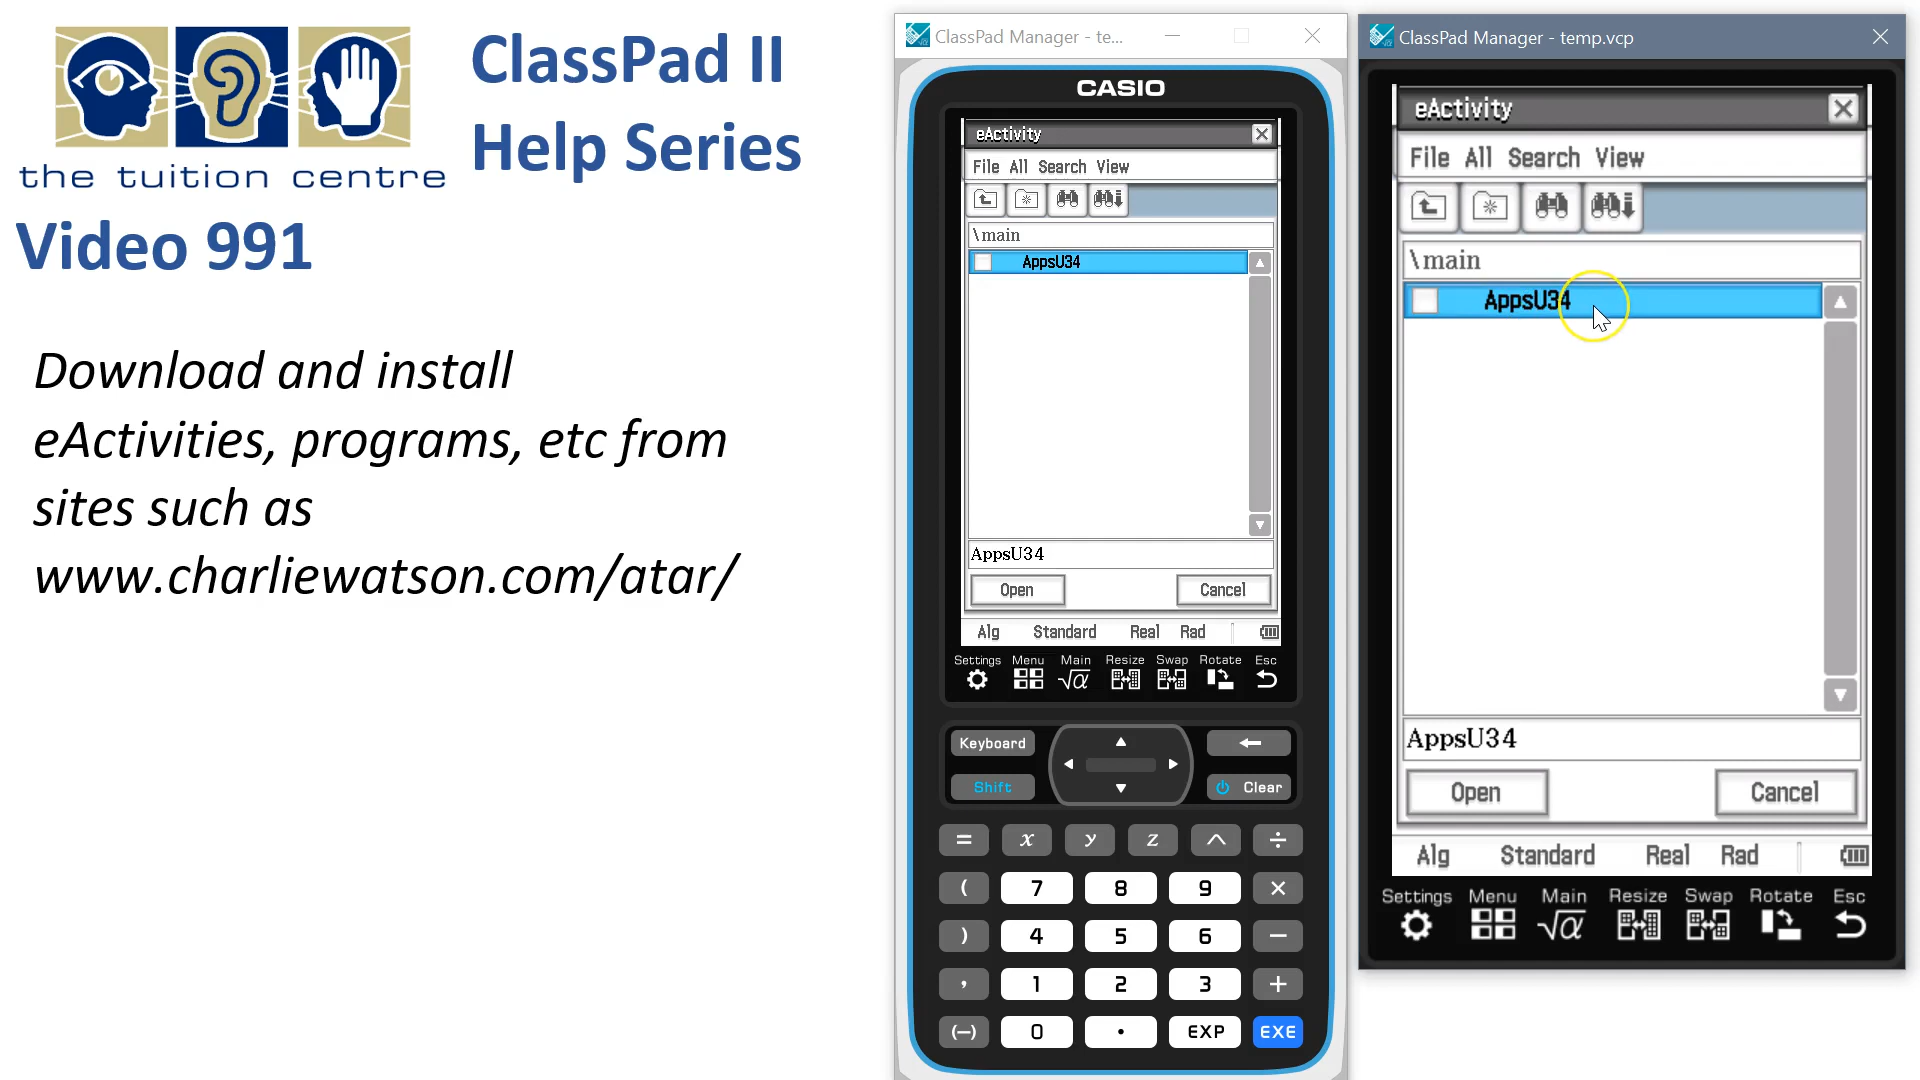 the tuition centre
ClassPad II
Help Series
Video 991
Download and install
eActivities, programs, etc from
sites such as
www.charliewatson.com/atar/
ClassPad Manager - te...
CASIO
eActivity
File All Search View
\main
AppsU34
AppsU34
Open Cancel
Alg Standard Real Rad
Settings Menu Main Resize Swap Rotate Esc
Keyboard
Shift Clear
= x y z ^ ÷
( 7 8 9 ×
) 4 5 6 −
, 1 2 3 +
(−) 0 . EXP EXE
ClassPad Manager - temp.vcp
eActivity
File All Search View
\main
AppsU34
AppsU34
Open Cancel
Alg Standard Real Rad
Settings Menu Main Resize Swap Rotate Esc
√α
√α